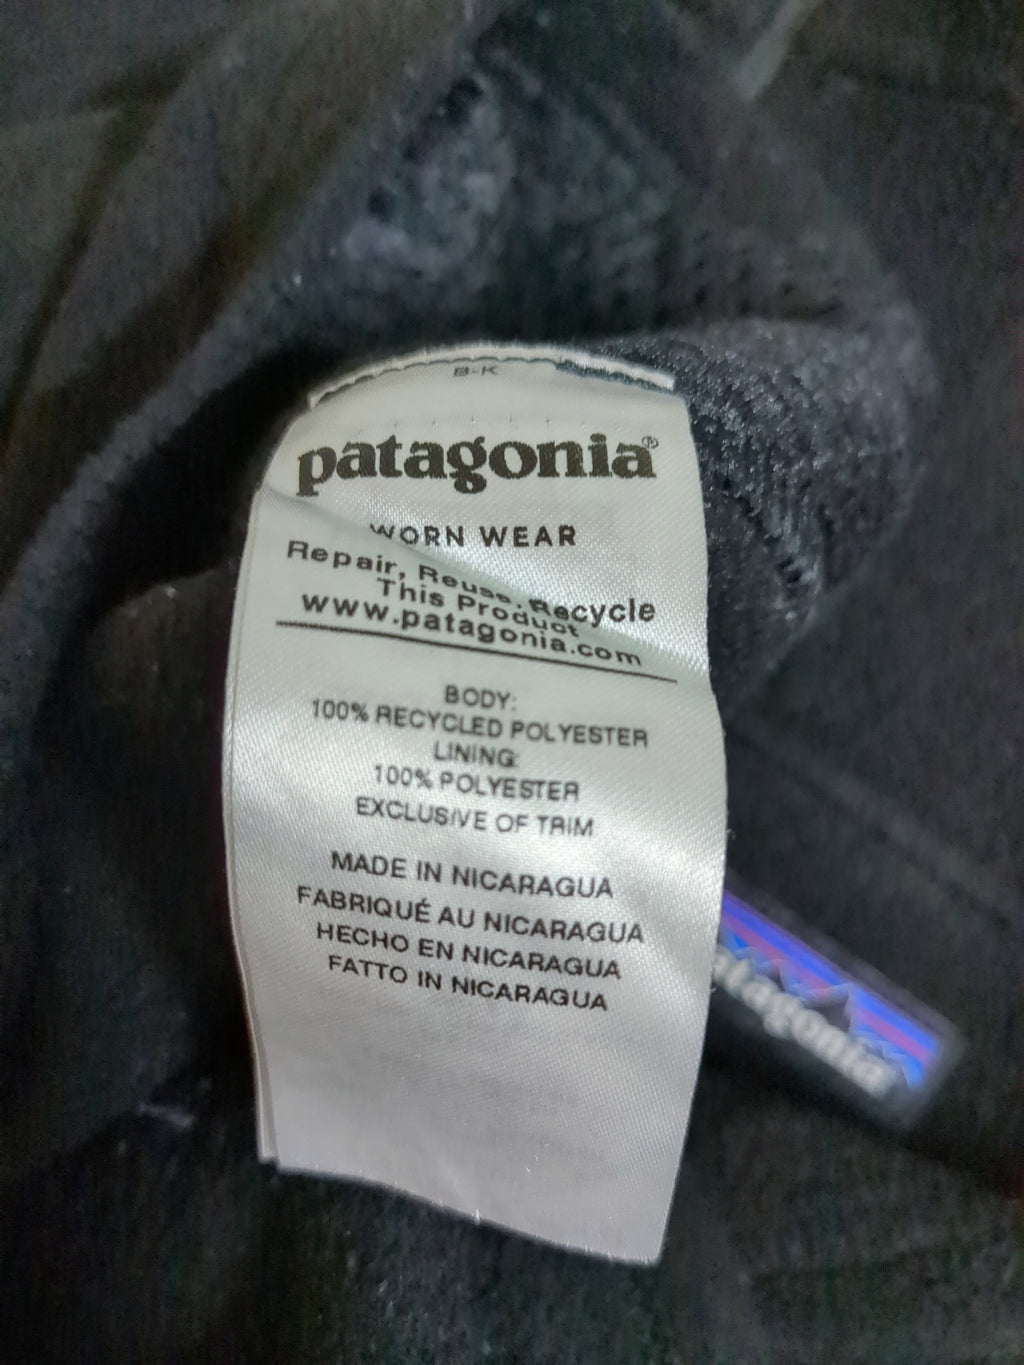 B-K
patagonia®
WORN WEAR
Repair, Reuse, Recycle
This Product
www.patagonia.com
BODY:
100% RECYCLED POLYESTER
LINING:
100% POLYESTER
EXCLUSIVE OF TRIM
MADE IN NICARAGUA
FABRIQUÉ AU NICARAGUA
HECHO EN NICARAGUA
FATTO IN NICARAGUA
atagonia